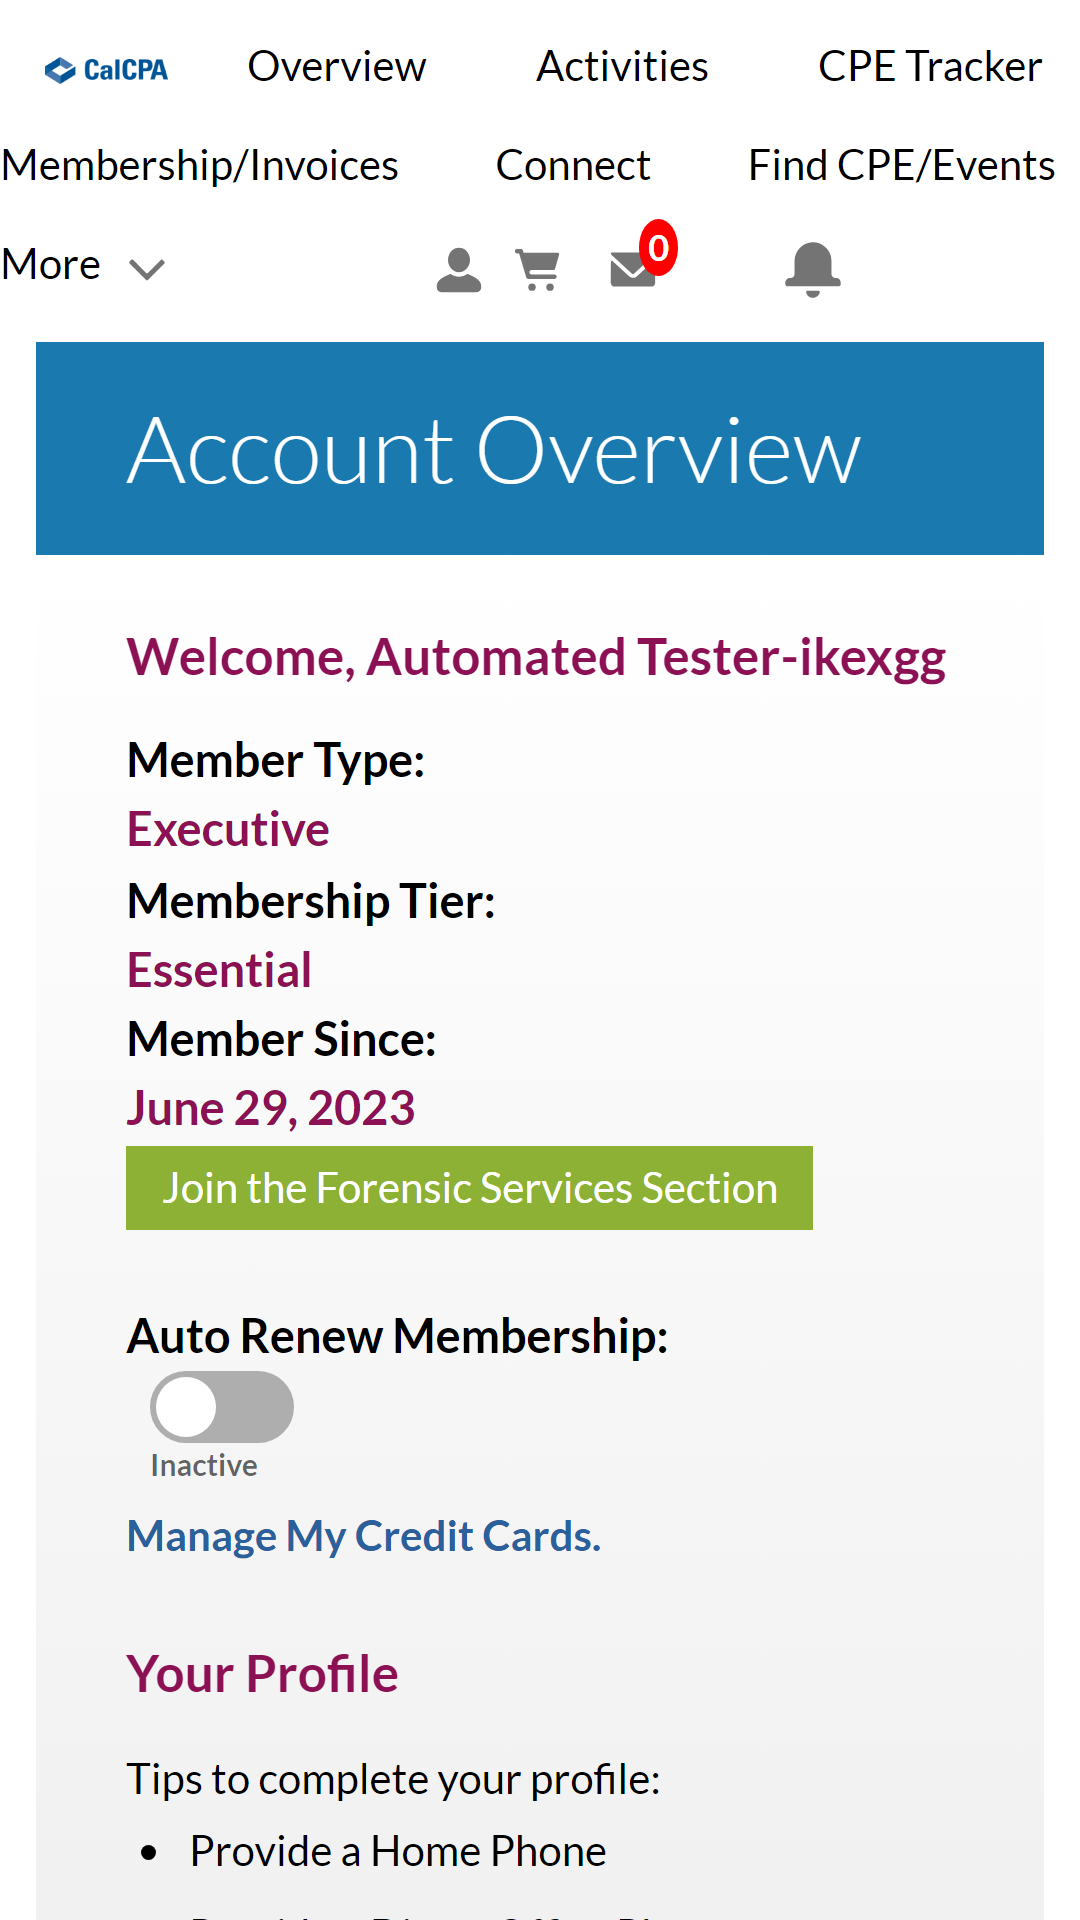 CalCPA Overview Activities CPE Tracker
Membership/Invoices Connect Find CPE/Events
More 0
Account Overview
Welcome, Automated Tester-ikexgg
Member Type:
Executive
Membership Tier:
Essential
Member Since:
June 29, 2023
Join the Forensic Services Section
Auto Renew Membership:
Inactive
Manage My Credit Cards.
Your Profile
Tips to complete your profile:
Provide a Home Phone